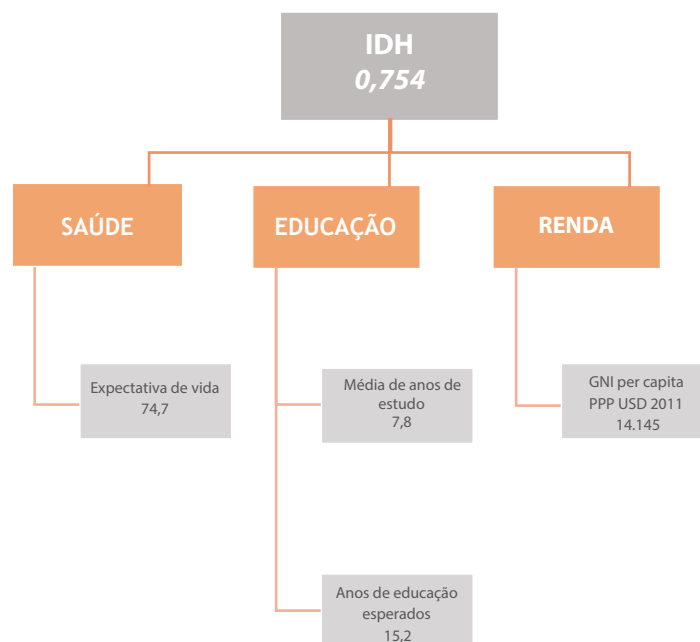 IDH
0,754
SAÚDE
EDUCAÇÃO
RENDA
Expectativa de vida
74,7
Média de anos de
estudo
7,8
GNI per capita
PPP USD 2011
14.145
Anos de educação
esperados
15,2